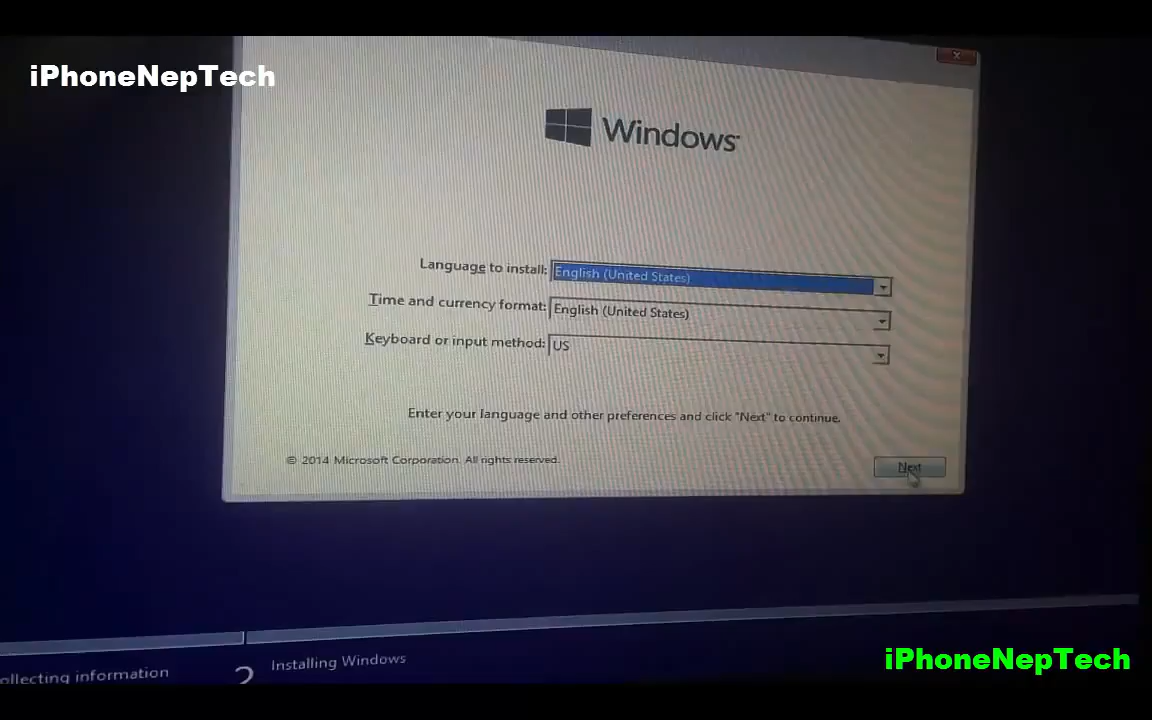 iPhoneNepTech
Windows
Language to install: English (United States)
Time and currency format: English (United States)
Keyboard or input method: US
Enter your language and other preferences and click "Next" to continue.
© 2014 Microsoft Corporation. All rights reserved.
Next
iPhoneNepTech
ollecting information
2 Installing Windows